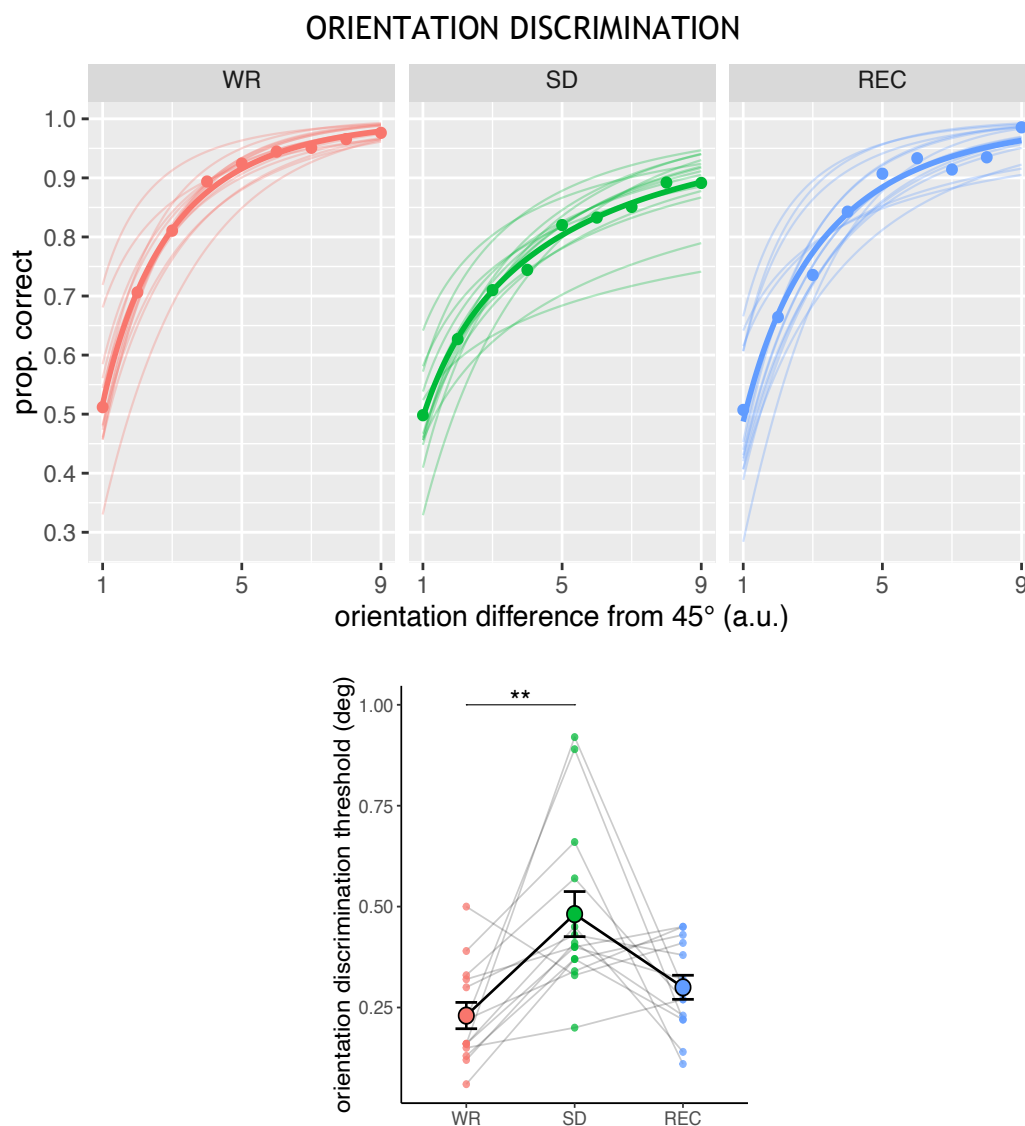 ORIENTATION DISCRIMINATION
WR SD REC
1.0
0.9
0.8
0.7
0.6
0.5
0.4
0.3
prop. correct
1 5 9 1 5 9 1 5 9
orientation difference from 45° (a.u.)
**
1.00
0.75
0.50
0.25
orientation discrimination threshold (deg)
WR SD REC